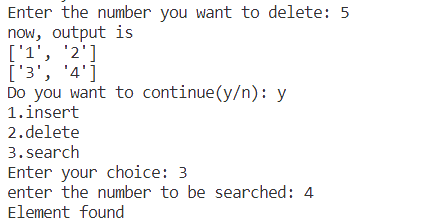 Enter the number you want to delete: 5
now, output is
['1', '2']
['3', '4']
Do you want to continue(y/n): y
1.insert
2.delete
3.search
Enter your choice: 3
enter the number to be searched: 4
Element found